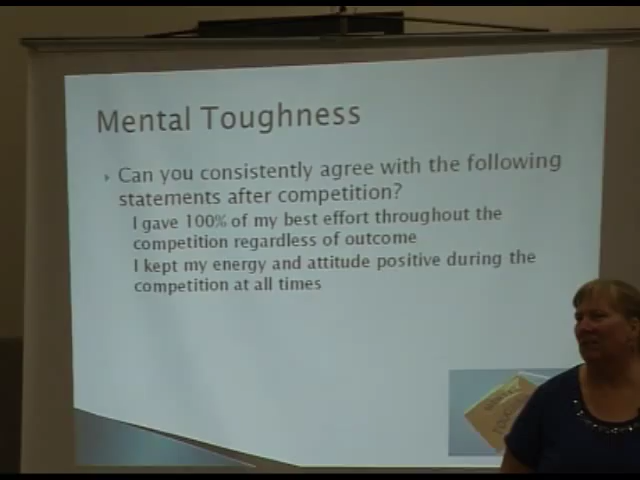 Mental Toughness
Can you consistently agree with the following
statements after competition?
I gave 100% of my best effort throughout the
competition regardless of outcome
I kept my energy and attitude positive during the
competition at all times